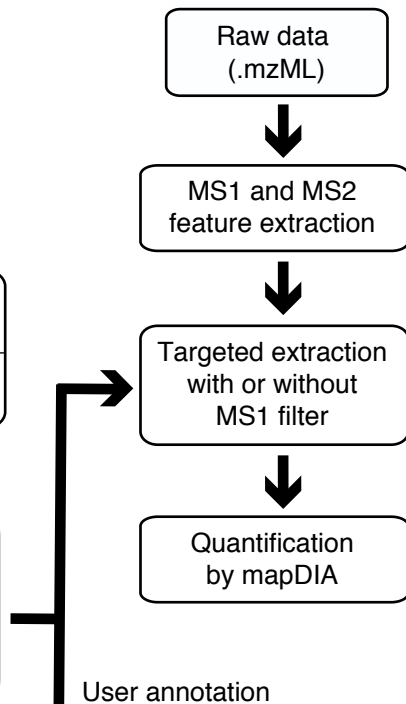 Raw data
(.mzML)
MS1 and MS2
feature extraction
Targeted extraction
with or without
MS1 filter
Quantification
by mapDIA
User annotation